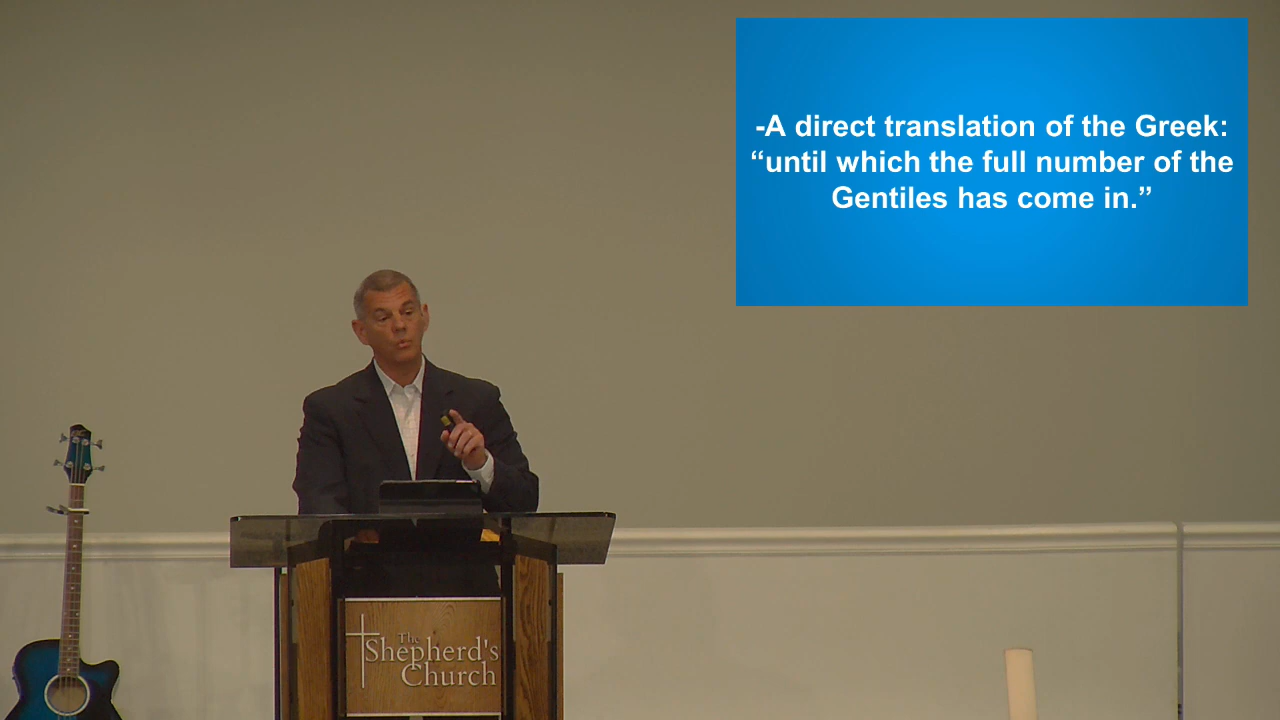 -A direct translation of the Greek:
“until which the full number of the
Gentiles has come in.”
The
Shepherd's
Church